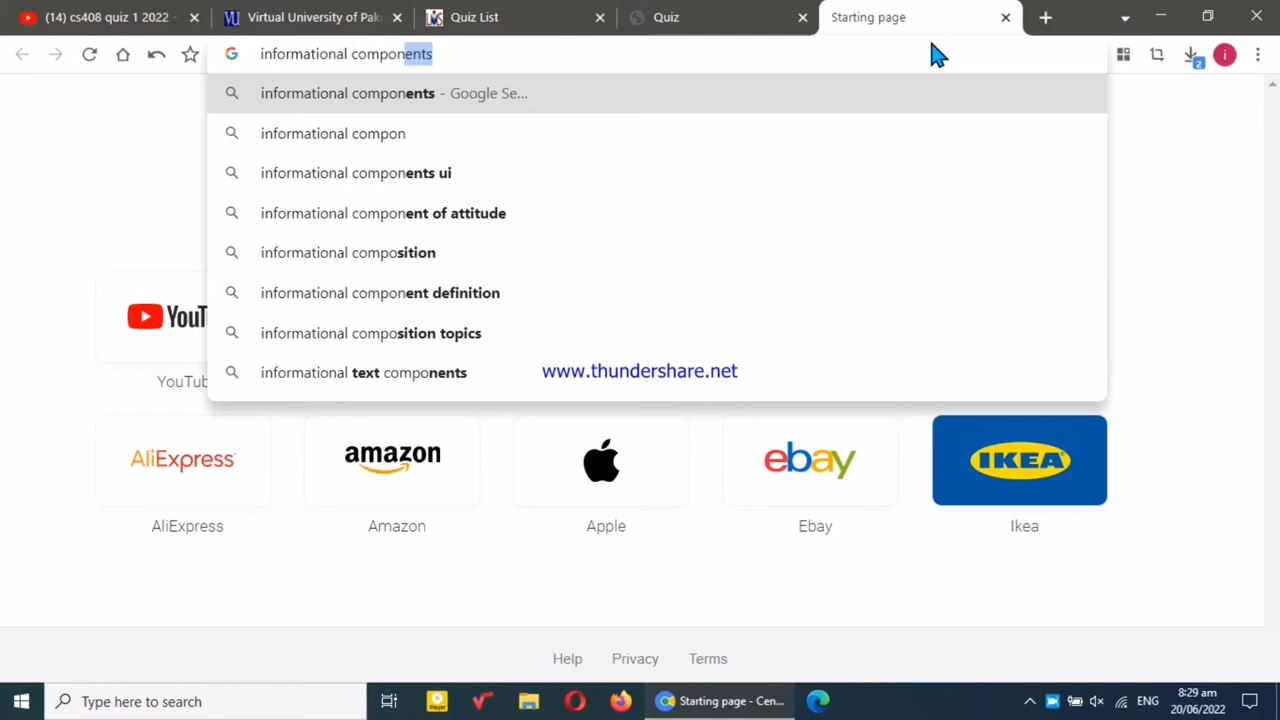 (14) cs408 quiz 1 2022 -
Virtual University of Pak
Quiz List
Quiz
Starting page
informational components
2
i
informational components - Google Se...
informational compon
informational components ui
informational component of attitude
informational composition
informational component definition
informational composition topics
informational text components
www.thundershare.net
YouT
YouTub
AliExpress
amazon
ebay
IKEA
AliExpress
Amazon
Apple
Ebay
Ikea
Help
Privacy
Terms
Type here to search
Player
Starting page - Cen...
ENG
8:29 am
20/06/2022